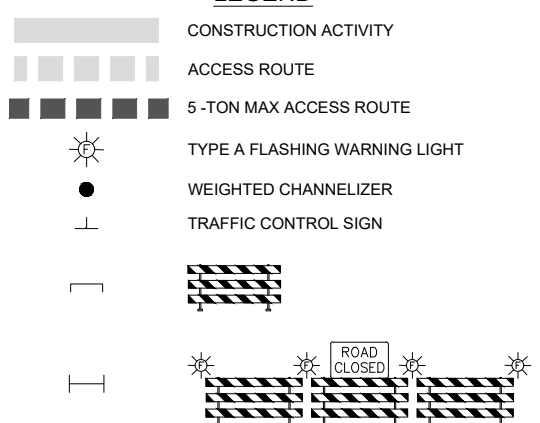 LEGEND
CONSTRUCTION ACTIVITY
ACCESS ROUTE
5 -TON MAX ACCESS ROUTE
F TYPE A FLASHING WARNING LIGHT
WEIGHTED CHANNELIZER
TRAFFIC CONTROL SIGN
ROAD
CLOSED
F F F F